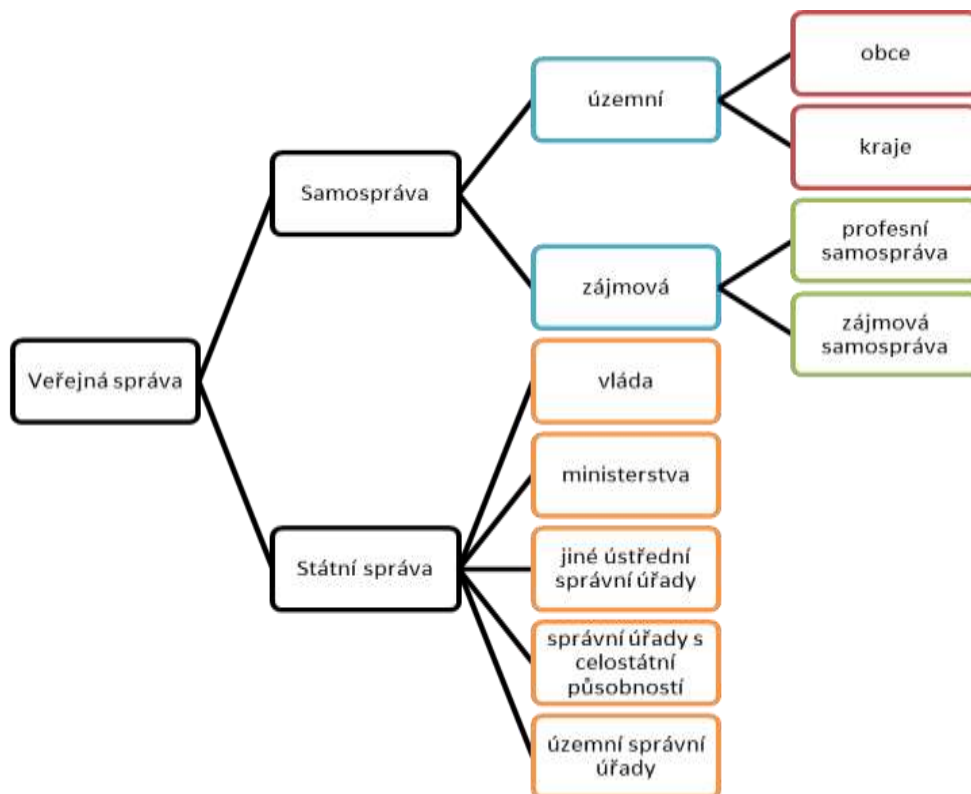 obce
územní
kraje
Samospráva
profesní
samospráva
zájmová
zájmová
samospráva
Veřejná správa
vláda
ministerstva
Státní správa
jiné ústřední
správní úřady
správní úřady s
celostátní
působností
územní správní
úřady